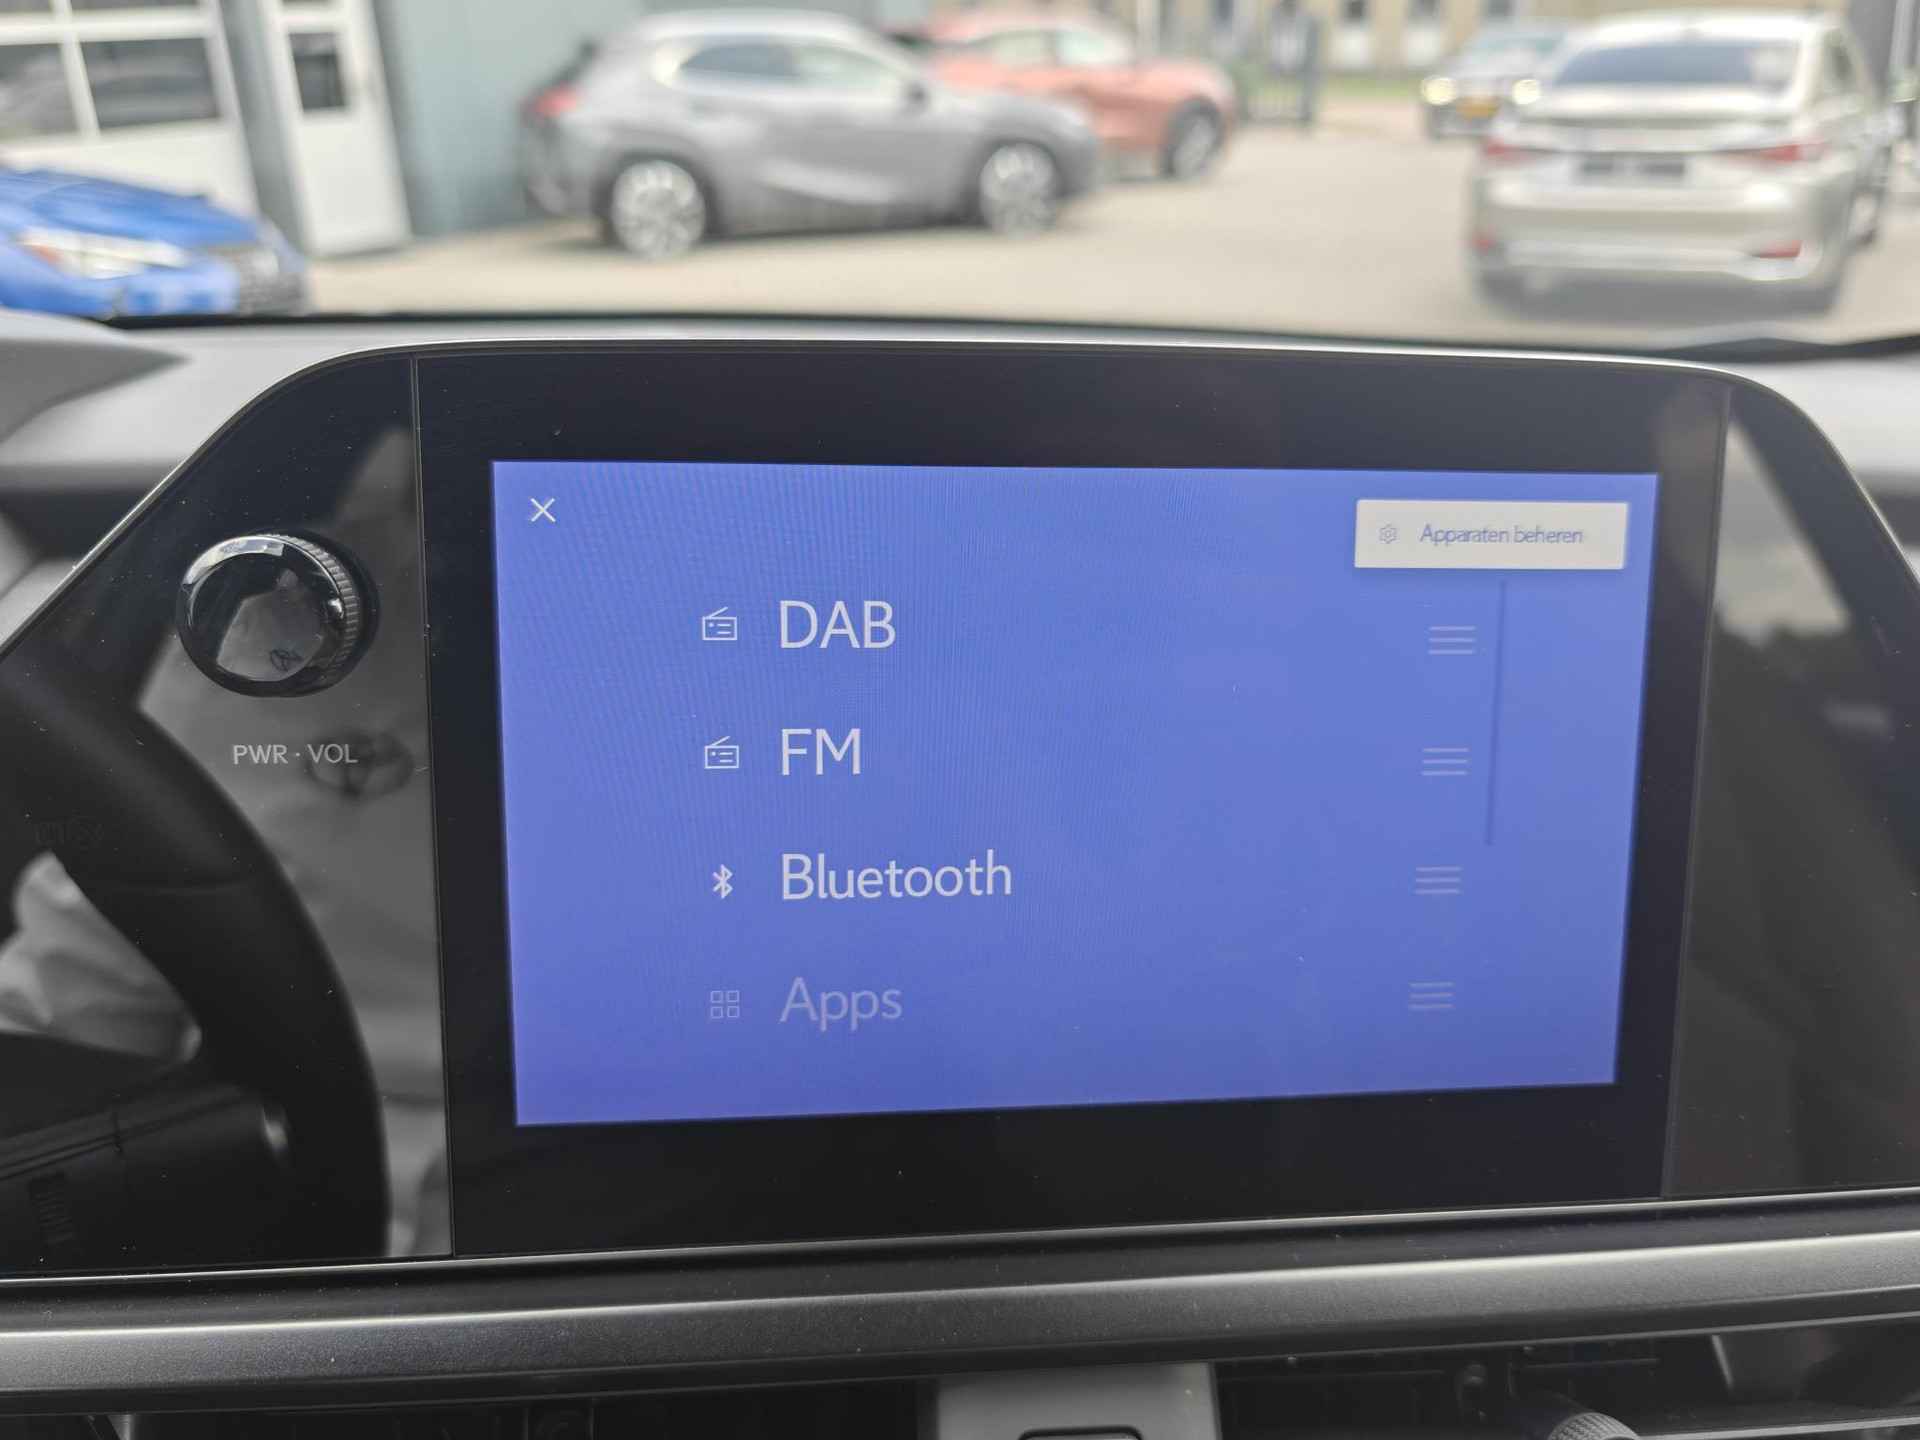 Apparaten beheren
DAB
FM
PWR · VOL
Bluetooth
Apps